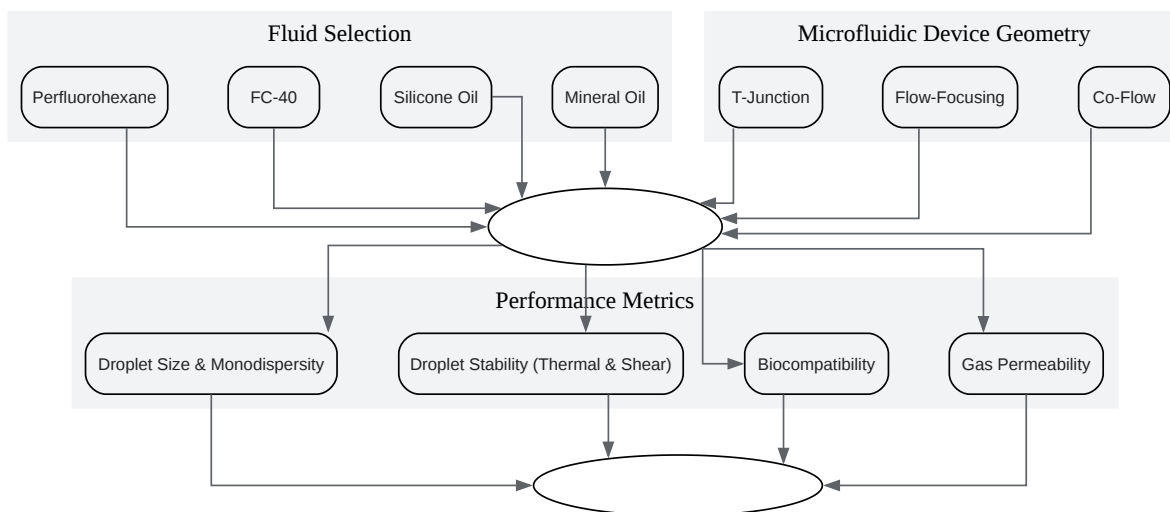 Fluid Selection
Microfluidic Device Geometry
Perfluorohexane
FC-40
Silicone Oil
Mineral Oil
T-Junction
Flow-Focusing
Co-Flow
Performance Metrics
Droplet Size & Monodispersity
Droplet Stability (Thermal & Shear)
Biocompatibility
Gas Permeability